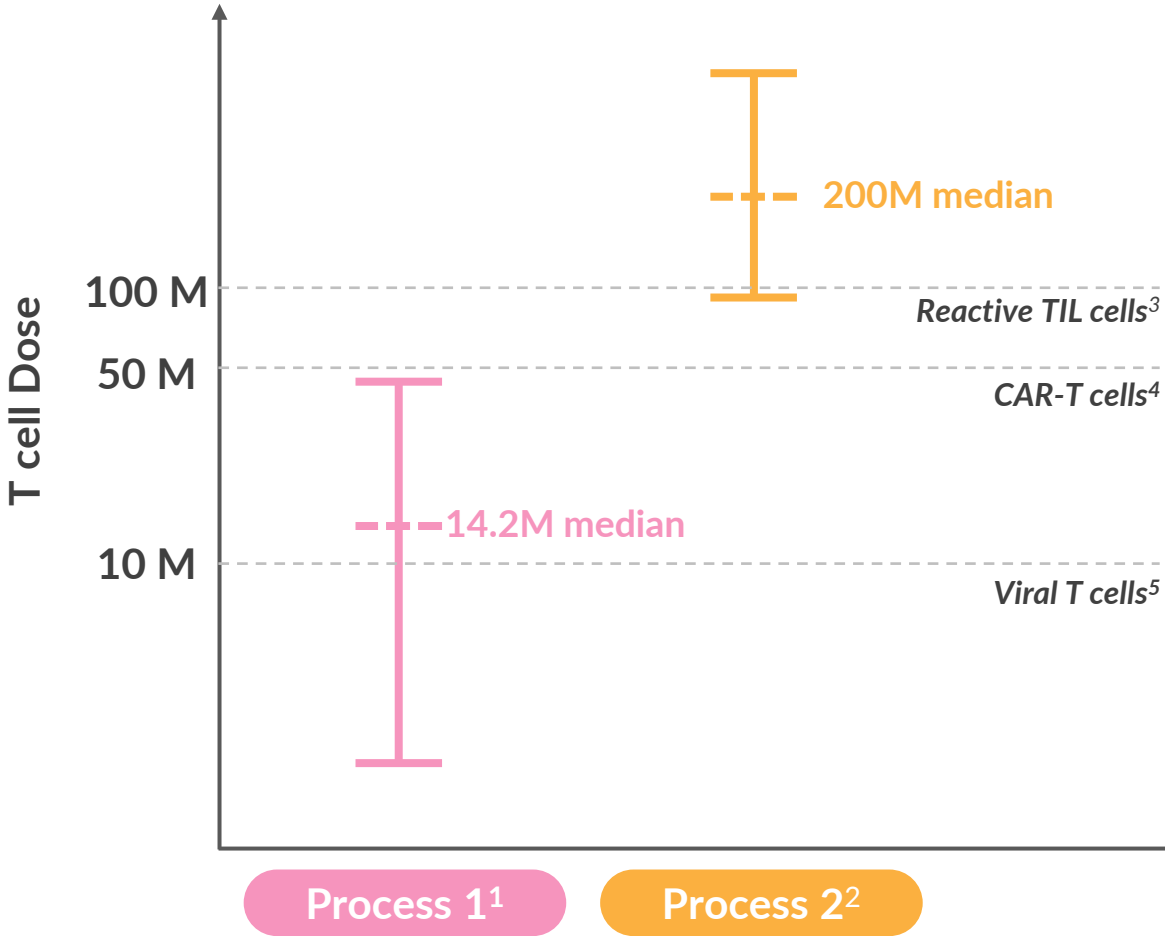 200M median
100 M
Reactive TIL cells³
50 M
CAR-T cells⁴
T cell Dose
14.2M median
10 M
Viral T cells⁵
Process 1¹
Process 2²